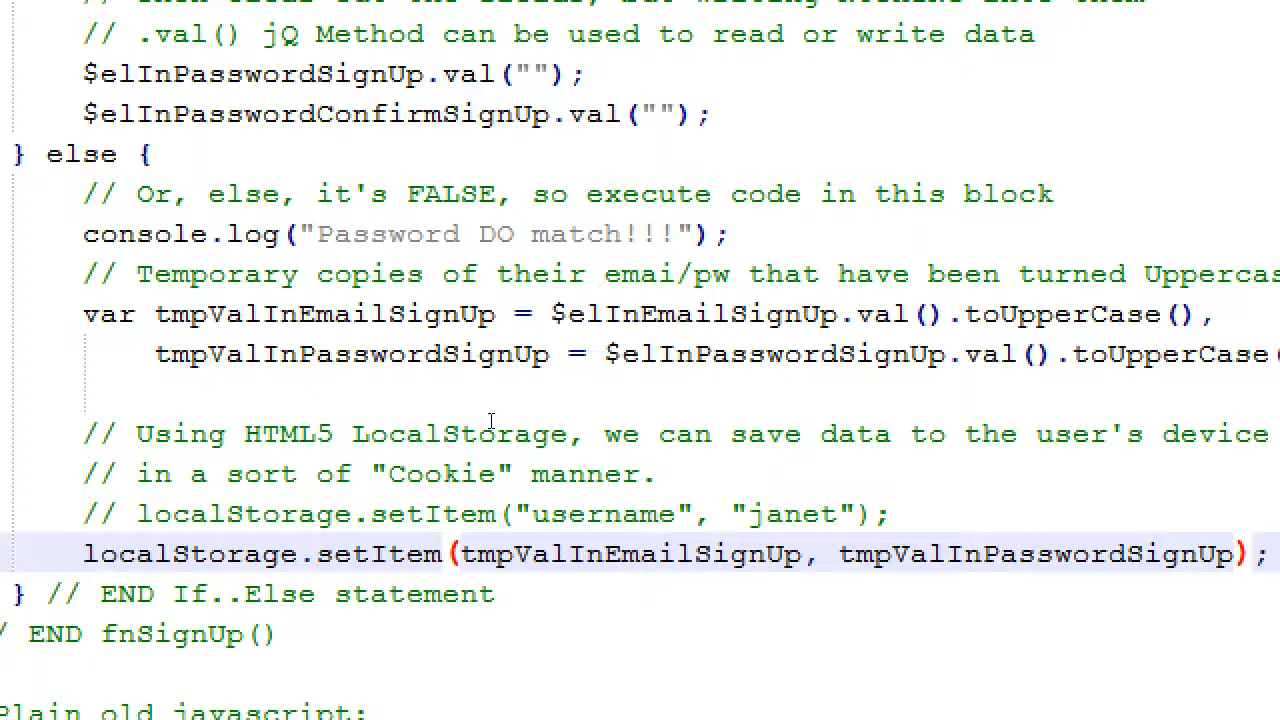 // .val() jQ Method can be used to read or write data
$elInPasswordSignUp.val("");
$elInPasswordConfirmSignUp.val("");
} else {
// Or, else, it's FALSE, so execute code in this block
console.log("Password DO match!!!");
// Temporary copies of their emai/pw that have been turned Uppercas
var tmpValInEmailSignUp = $elInEmailSignUp.val().toUpperCase(),
tmpValInPasswordSignUp = $elInPasswordSignUp.val().toUpperCase(
// Using HTML5 LocalStorage, we can save data to the user's device
// in a sort of "Cookie" manner.
// localStorage.setItem("username", "janet");
localStorage.setItem(tmpValInEmailSignUp, tmpValInPasswordSignUp);
} // END If..Else statement
/ END fnSignUp()
Plain old javascript: